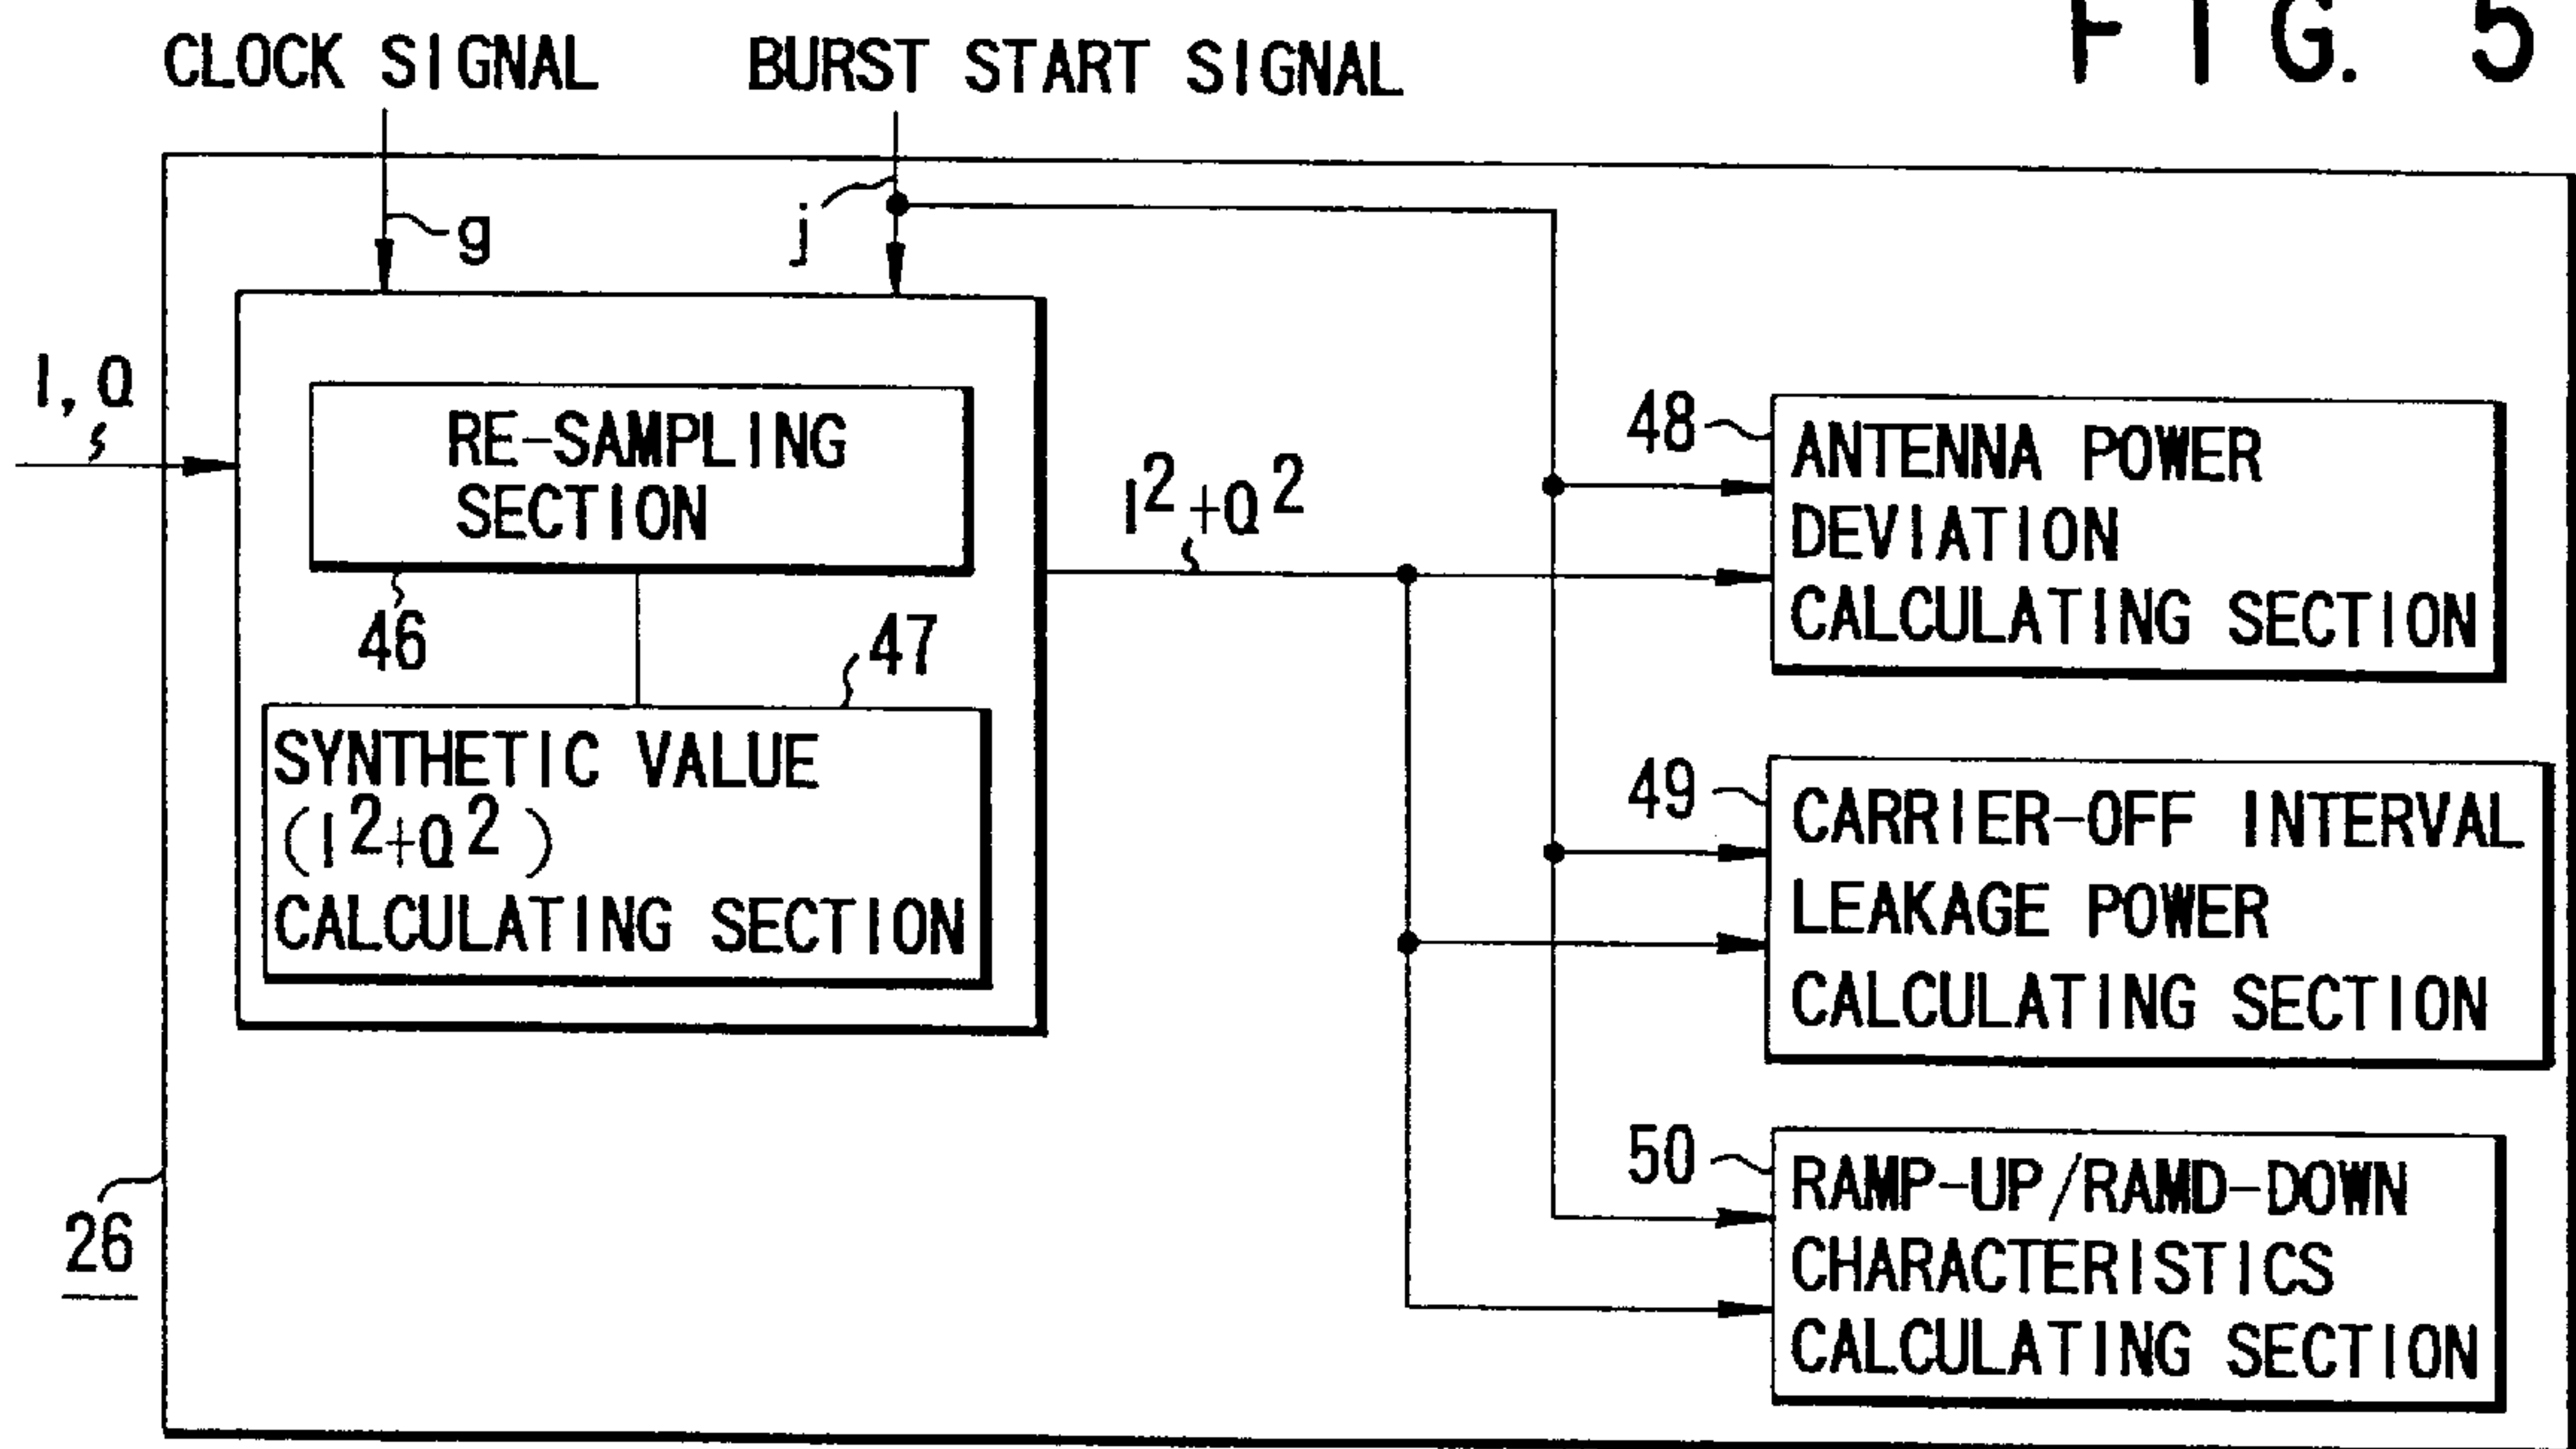 FIG. 5
CLOCK SIGNAL
BURST START SIGNAL
g
j
I,Q
RE-SAMPLING
SECTION
46
47
SYNTHETIC VALUE
(I²+Q²)
CALCULATING SECTION
I²+Q²
48
ANTENNA POWER
DEVIATION
CALCULATING SECTION
49
CARRIER-OFF INTERVAL
LEAKAGE POWER
CALCULATING SECTION
50
RAMP-UP/RAMD-DOWN
CHARACTERISTICS
CALCULATING SECTION
26